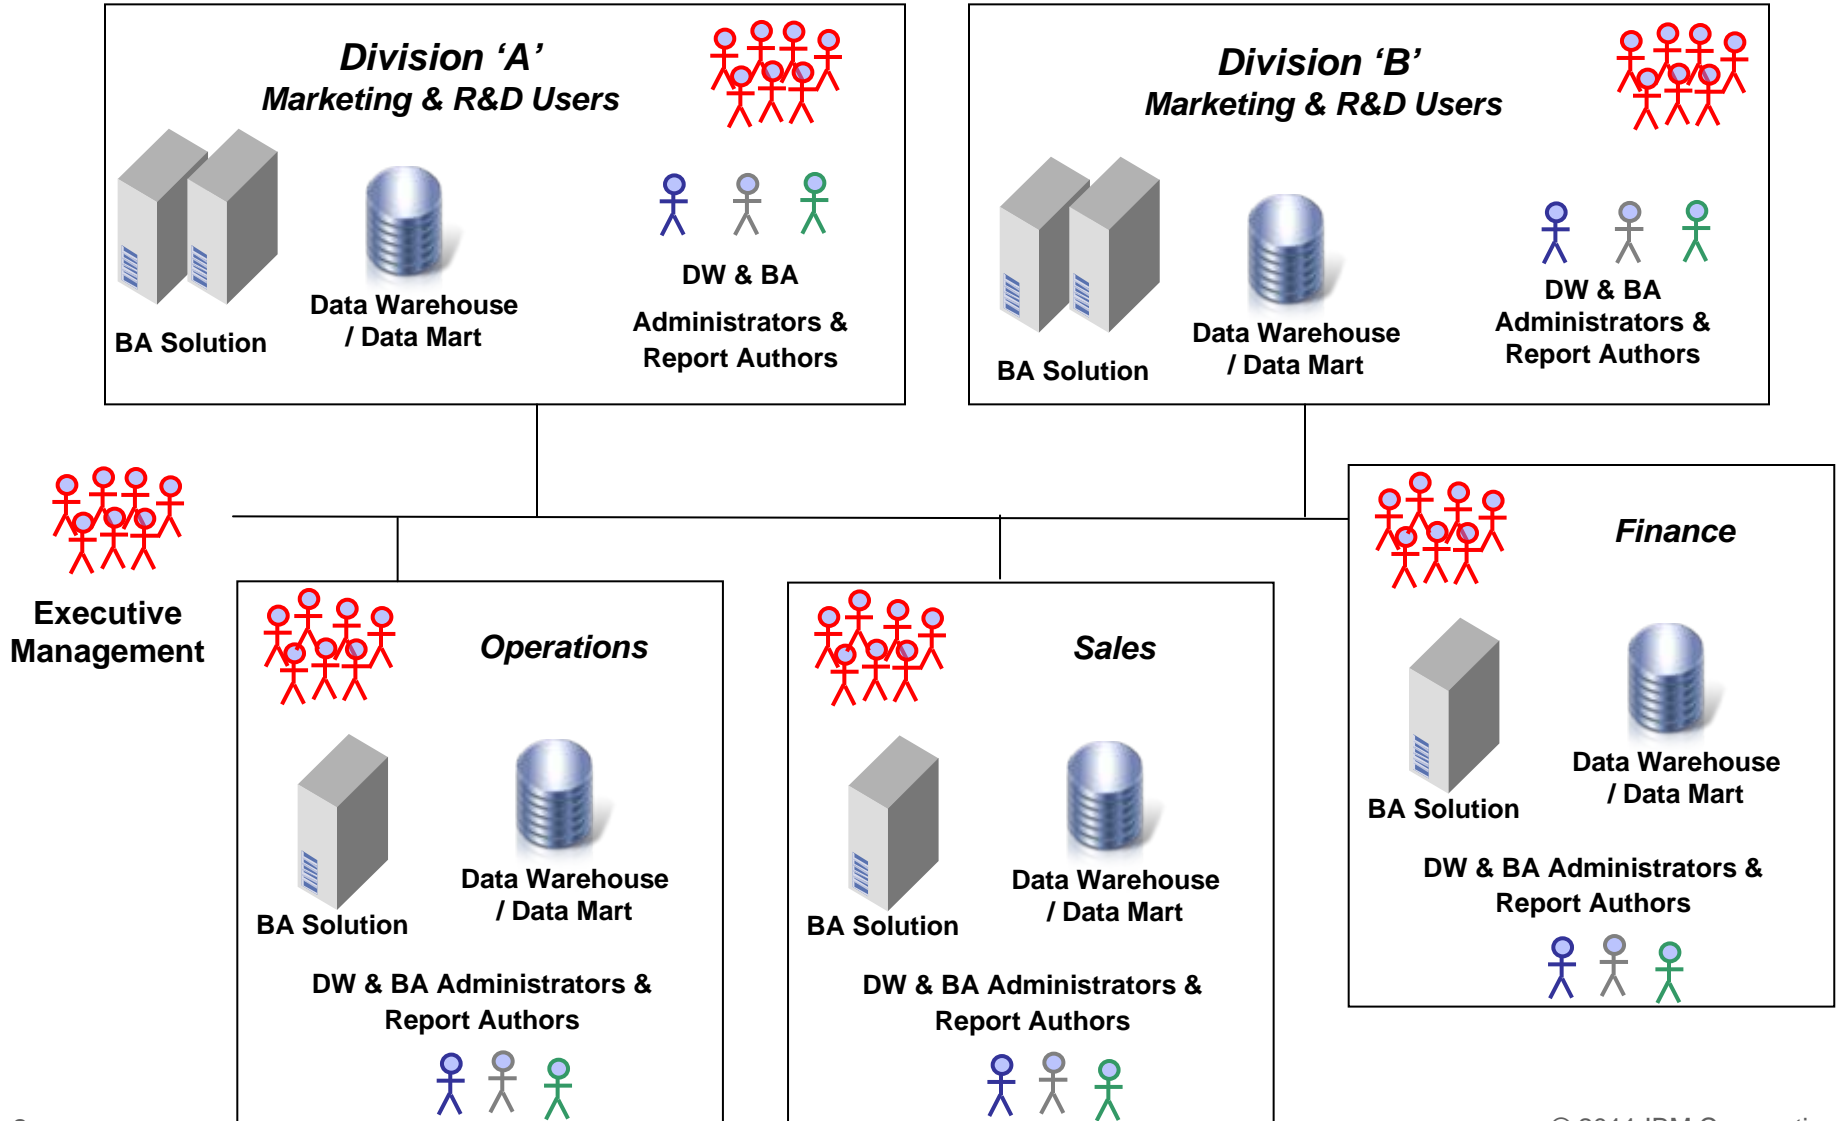 Division ‘A’
Marketing & R&D Users
BA Solution
Data Warehouse
/ Data Mart
DW & BA
Administrators &
Report Authors
Division ‘B’
Marketing & R&D Users
BA Solution
Data Warehouse
/ Data Mart
DW & BA
Administrators &
Report Authors
Executive
Management
Operations
BA Solution
Data Warehouse
/ Data Mart
DW & BA Administrators &
Report Authors
Sales
BA Solution
Data Warehouse
/ Data Mart
DW & BA Administrators &
Report Authors
Finance
BA Solution
Data Warehouse
/ Data Mart
DW & BA Administrators &
Report Authors